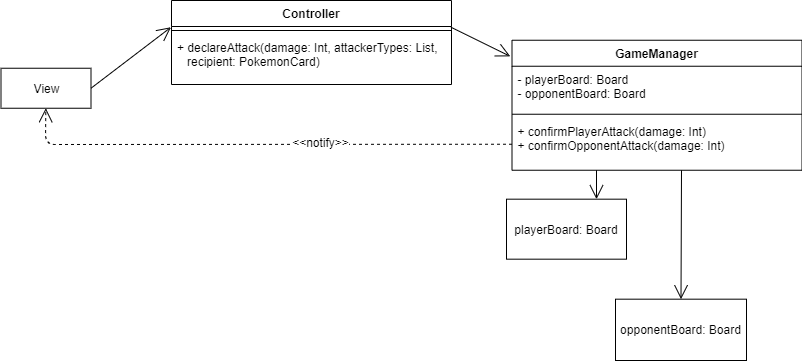 Controller
+ declareAttack(damage: Int, attackerTypes: List,
recipient: PokemonCard)
GameManager
- playerBoard: Board
- opponentBoard: Board
+ confirmPlayerAttack(damage: Int)
+ confirmOpponentAttack(damage: Int)
View
<<notify>>
playerBoard: Board
opponentBoard: Board